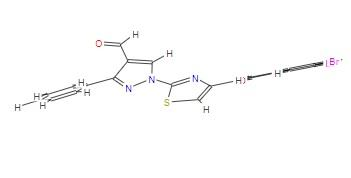 O H
H
N N N
H H H H H
S H
H H Br